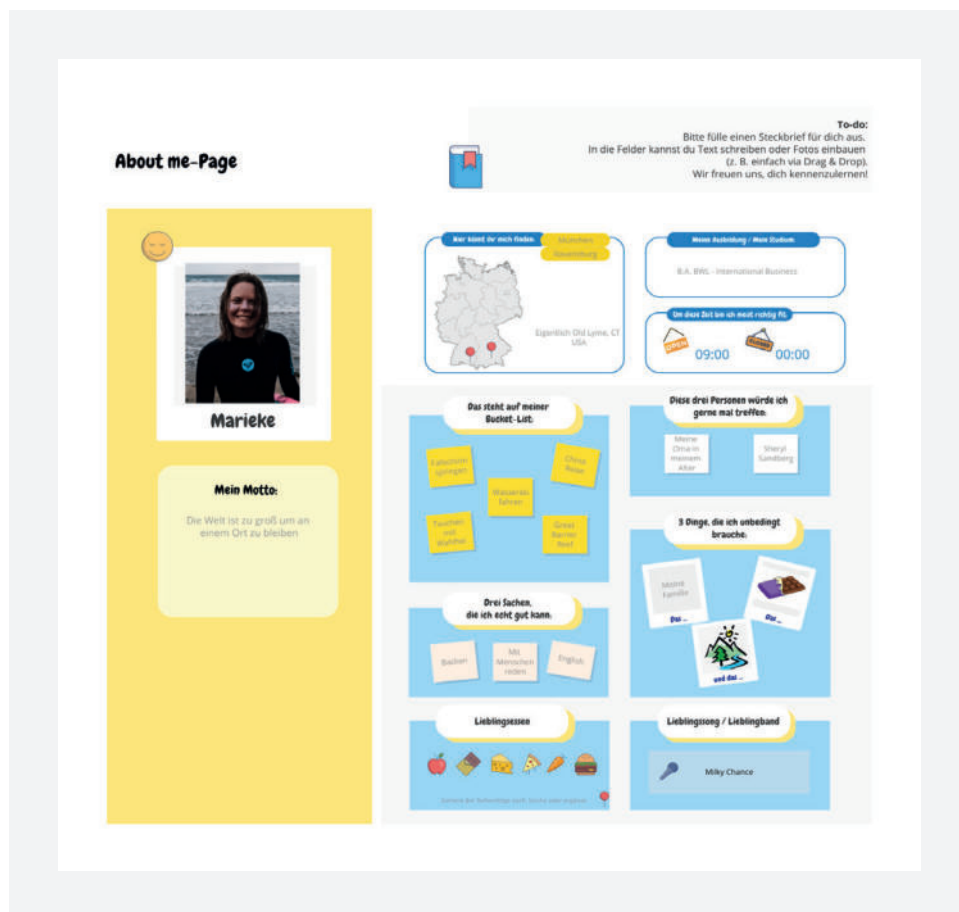 To-do:
Bitte fülle einen Steckbrief für dich aus.
In die Felder kannst du Text schreiben oder Fotos einbauen
(z. B. einfach via Drag & Drop).
Wir freuen uns, dich kennenzulernen!
About me-Page
Marieke
Mein Motto:
Die Welt ist zu groß um an
einem Ort zu bleiben
Hier könnt ihr mich finden:
München
Eigentlich Old Lyme, CT
USA
Meine Ausbildung / Mein Studium:
B.A. BWL - International Business
Um diese Zeit bin ich meist richtig fit:
OPEN
09:00
CLOSED
00:00
Das steht auf meiner
Bucket-List:
Fallschirm
springen
China
Reise
Wasserski
fahren
Tauchen
mit
Walhfisl
Great
Barrier
Reef
Diese drei Personen würde ich
gerne mal treffen:
Meine
Oma in
meinem
Alter
Sheryl
Sandberg
3 Dinge, die ich unbedingt
brauche:
Meine
Familie
Das ...
Das ...
und das ...
Drei Sachen,
die ich echt gut kann:
Backen
Mit
Menschen
reden
English
Lieblingsessen
Lieblingssong / Lieblingband
Milky Chance